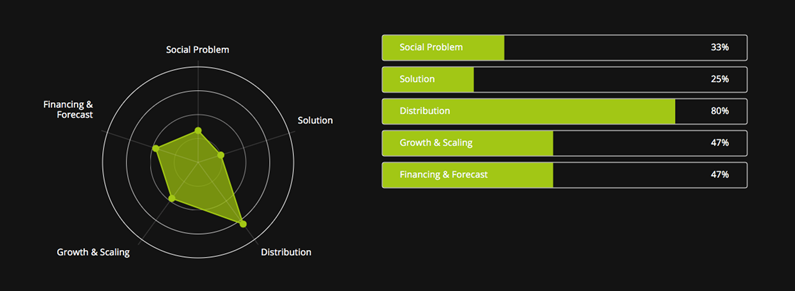 Social Problem
Financing &
Forecast
Solution
Growth & Scaling
Distribution
Social Problem 33%
Solution 25%
Distribution 80%
Growth & Scaling 47%
Financing & Forecast 47%